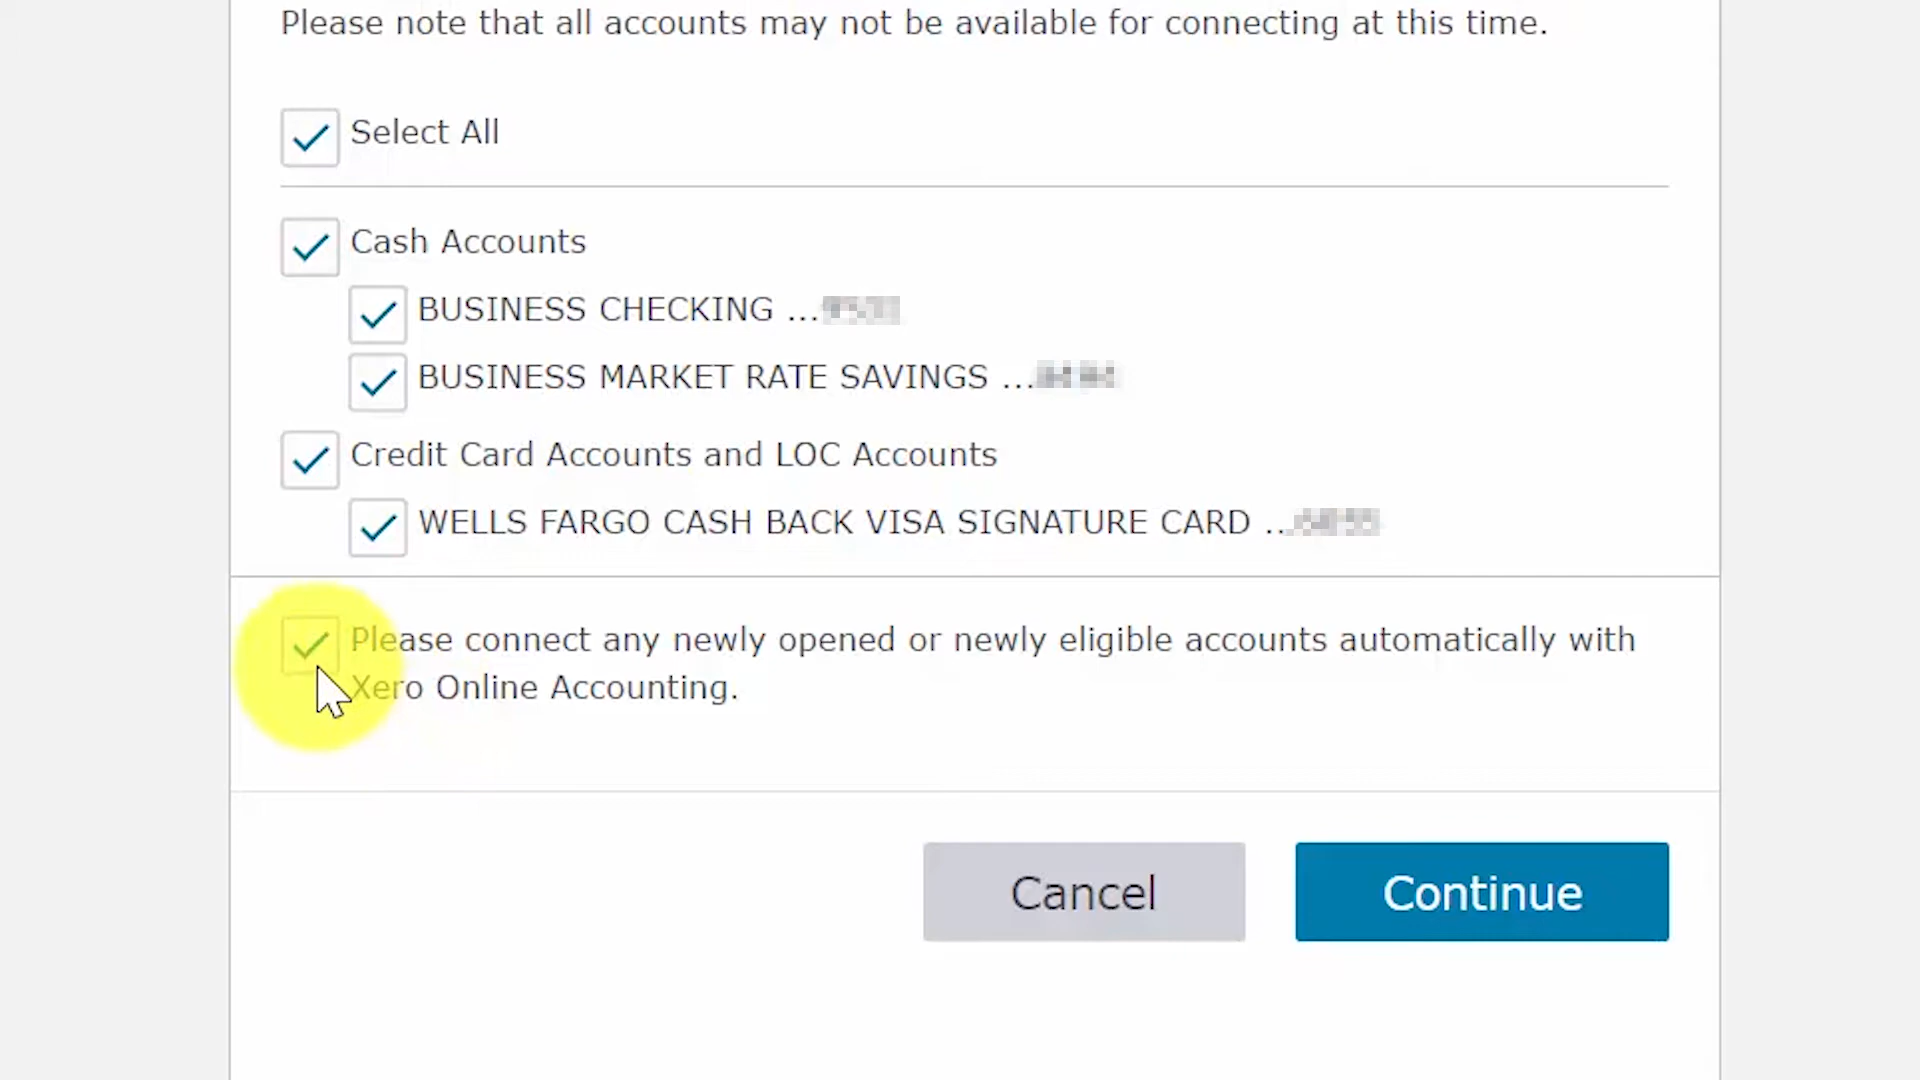 Please note that all accounts may not be available for connecting at this time.
Select All
Cash Accounts
BUSINESS CHECKING ...
BUSINESS MARKET RATE SAVINGS ...
Credit Card Accounts and LOC Accounts
WELLS FARGO CASH BACK VISA SIGNATURE CARD ...
Please connect any newly opened or newly eligible accounts automatically with
Xero Online Accounting.
Cancel
Continue